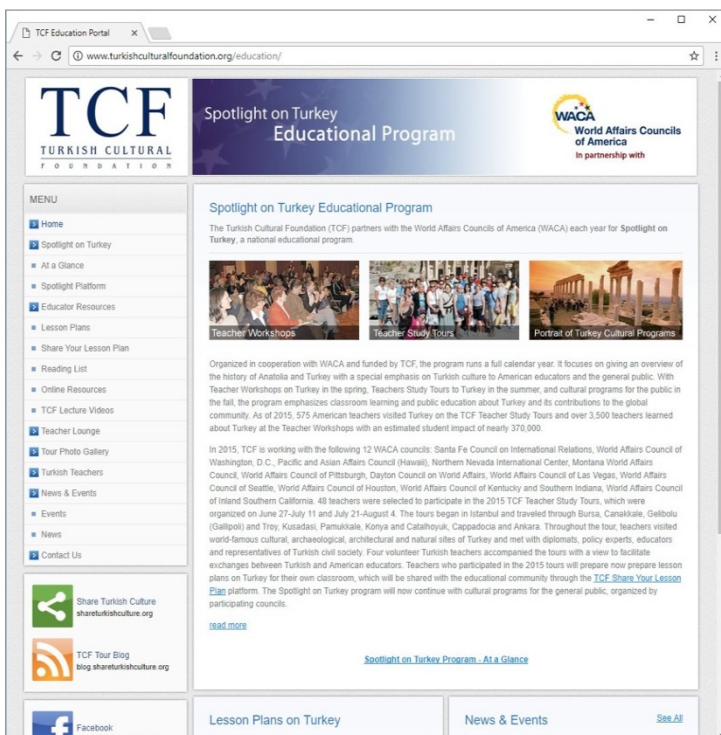 TCF Education Portal
www.turkishculturalfoundation.org/education/
TCF
TURKISH CULTURAL
FOUNDATION
Spotlight on Turkey
Educational Program
WACA
World Affairs Councils
of America
In partnership with
MENU
Home
Spotlight on Turkey
At a Glance
Spotlight Platform
Educator Resources
Lesson Plans
Share Your Lesson Plan
Reading List
Online Resources
TCF Lecture Videos
Teacher Lounge
Tour Photo Gallery
Turkish Teachers
News & Events
Events
News
Contact Us
Share Turkish Culture
shareturkishculture.org
TCF Tour Blog
blog.shareturkishculture.org
Facebook
Spotlight on Turkey Educational Program
The Turkish Cultural Foundation (TCF) partners with the World Affairs Councils of America (WACA) each year for Spotlight on
Turkey, a national educational program.
Teacher Workshops
Teacher Study Tours
Portrait of Turkey Cultural Programs
Organized in cooperation with WACA and funded by TCF, the program runs a full calendar year. It focuses on giving an overview of
the history of Anatolia and Turkey with a special emphasis on Turkish culture to American educators and the general public. With
Teacher Workshops on Turkey in the spring, Teachers Study Tours to Turkey in the summer, and cultural programs for the public in
the fall, the program emphasizes classroom learning and public education about Turkey and its contributions to the global
community. As of 2015, 575 American teachers visited Turkey on the TCF Teacher Study Tours and over 3,500 teachers learned
about Turkey at the Teacher Workshops with an estimated student impact of nearly 370,000.
In 2015, TCF is working with the following 12 WACA councils: Santa Fe Council on International Relations, World Affairs Council of
Washington, D.C., Pacific and Asian Affairs Council (Hawaii), Northern Nevada International Center, Montana World Affairs
Council, World Affairs Council of Pittsburgh, Dayton Council on World Affairs, World Affairs Council of Las Vegas, World Affairs
Council of Seattle, World Affairs Council of Houston, World Affairs Council of Kentucky and Southern Indiana, World Affairs Council
of Inland Southern California. 48 teachers were selected to participate in the 2015 TCF Teacher Study Tours, which were
organized on June 27-July 11 and July 21-August 4. The tours began in Istanbul and traveled through Bursa, Canakkale, Gelibolu
(Gallipoli) and Troy, Kusadasi, Pamukkale, Konya and Catalhoyuk, Cappadocia and Ankara. Throughout the tour, teachers visited
world-famous cultural, archaeological, architectural and natural sites of Turkey and met with diplomats, policy experts, educators
and representatives of Turkish civil society. Four volunteer Turkish teachers accompanied the tours with a view to facilitate
exchanges between Turkish and American educators. Teachers who participated in the 2015 tours will prepare now prepare lesson
plans on Turkey for their own classroom, which will be shared with the educational community through the TCF Share Your Lesson
Plan platform. The Spotlight on Turkey program will now continue with cultural programs for the general public, organized by
participating councils.
read more
Spotlight on Turkey Program - At a Glance
Lesson Plans on Turkey
News & Events
See All